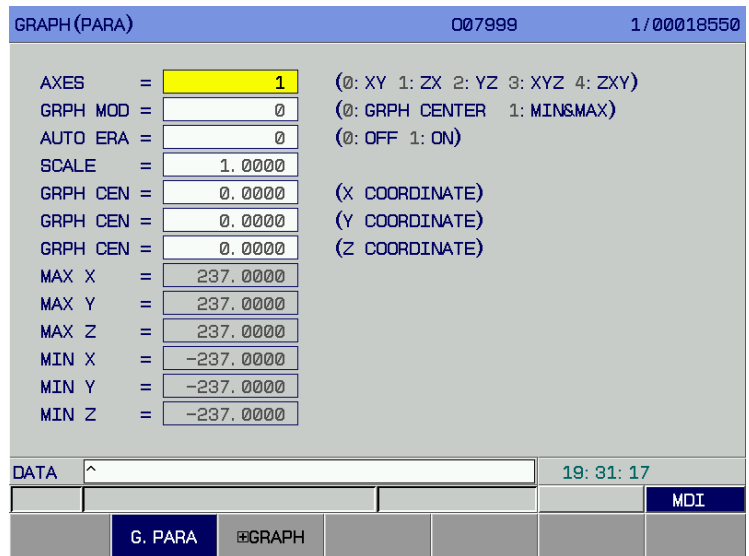 GRAPH(PARA) O07999 1/00018550
AXES = 1 (0: XY 1: ZX 2: YZ 3: XYZ 4: ZXY)
GRPH MOD = 0 (0: GRPH CENTER 1: MIN&MAX)
AUTO ERA = 0 (0: OFF 1: ON)
SCALE = 1.0000
GRPH CEN = 0.0000 (X COORDINATE)
GRPH CEN = 0.0000 (Y COORDINATE)
GRPH CEN = 0.0000 (Z COORDINATE)
MAX X = 237.0000
MAX Y = 237.0000
MAX Z = 237.0000
MIN X = -237.0000
MIN Y = -237.0000
MIN Z = -237.0000
DATA ^ 19:31:17
MDI
G. PARA ⊞GRAPH